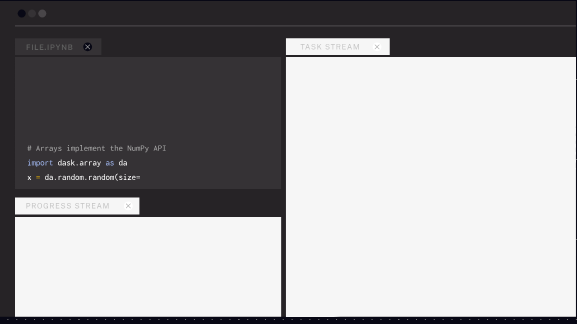 FILE.IPYNB
# Arrays implement the NumPy API
import dask.array as da
x = da.random.random(size=
PROGRESS STREAM
TASK STREAM